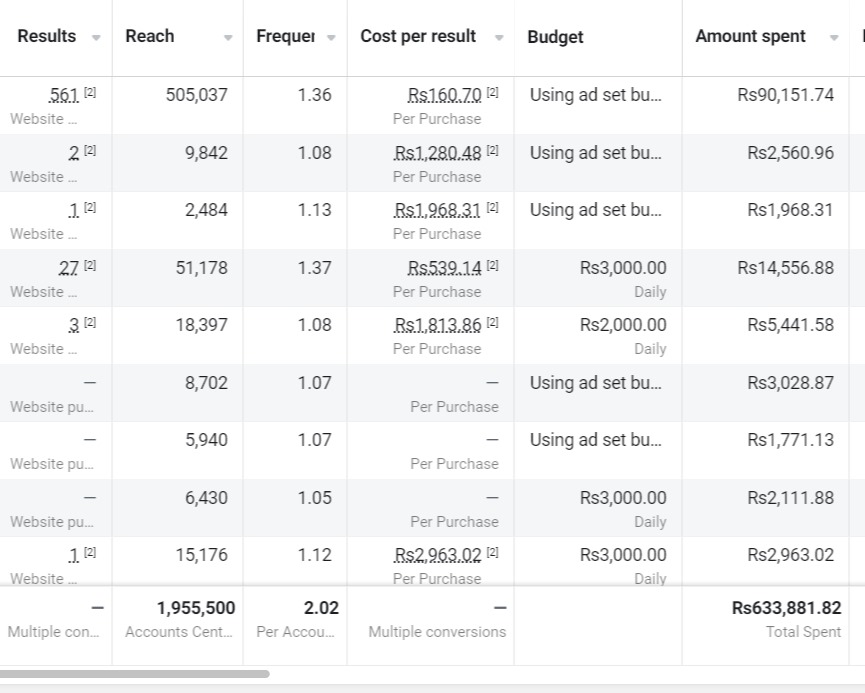 Results Reach Frequer Cost per result Budget Amount spent
561 [2] 505,037 1.36 Rs160.70 [2] Using ad set bu... Rs90,151.74
Website ... Per Purchase
2 [2] 9,842 1.08 Rs1,280.48 [2] Using ad set bu... Rs2,560.96
Website ... Per Purchase
1 [2] 2,484 1.13 Rs1,968.31 [2] Using ad set bu... Rs1,968.31
Website ... Per Purchase
27 [2] 51,178 1.37 Rs539.14 [2] Rs3,000.00 Rs14,556.88
Website ... Per Purchase Daily
3 [2] 18,397 1.08 Rs1,813.86 [2] Rs2,000.00 Rs5,441.58
Website ... Per Purchase Daily
— 8,702 1.07 — Using ad set bu... Rs3,028.87
Website pu... Per Purchase
— 5,940 1.07 — Using ad set bu... Rs1,771.13
Website pu... Per Purchase
— 6,430 1.05 — Rs3,000.00 Rs2,111.88
Website pu... Per Purchase Daily
1 [2] 15,176 1.12 Rs2,963.02 [2] Rs3,000.00 Rs2,963.02
Website ... Per Purchase Daily
— 1,955,500 2.02 — Rs633,881.82
Multiple con... Accounts Cent... Per Accou... Multiple conversions Total Spent